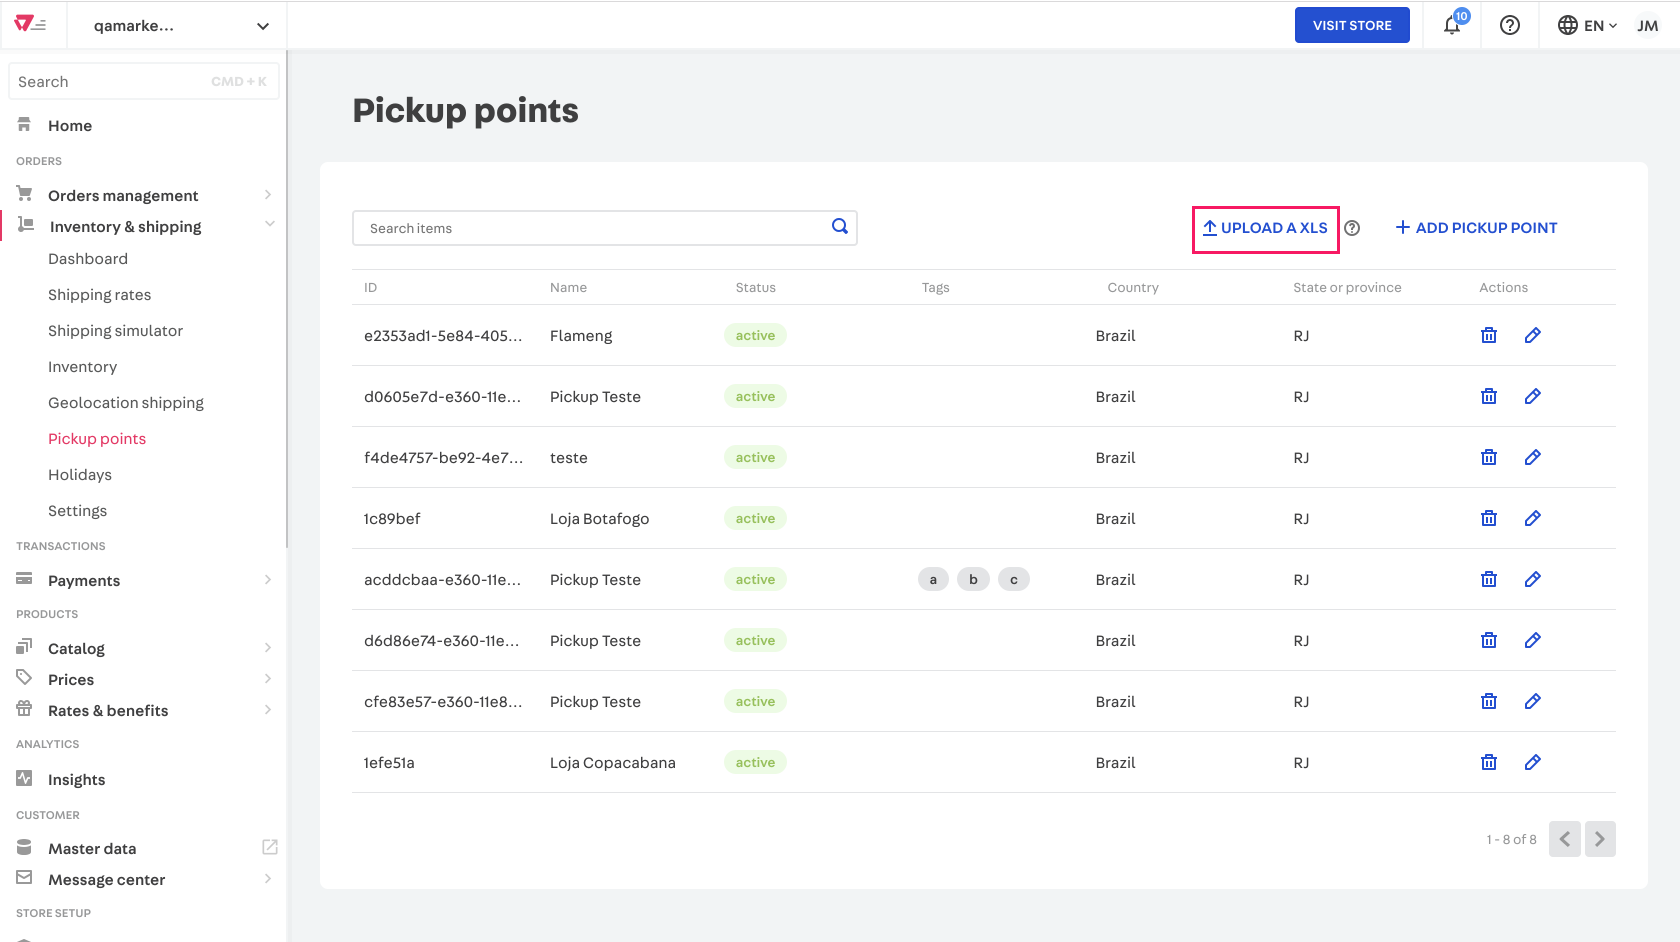 qamarke...
VISIT STORE
10
EN
JM
Search CMD + K
Home
ORDERS
Orders management
Inventory & shipping
Dashboard
Shipping rates
Shipping simulator
Inventory
Geolocation shipping
Pickup points
Holidays
Settings
TRANSACTIONS
Payments
PRODUCTS
Catalog
Prices
Rates & benefits
ANALYTICS
Insights
CUSTOMER
Master data
Message center
STORE SETUP
Pickup points
Search items
UPLOAD A XLS
ADD PICKUP POINT
ID Name Status Tags Country State or province Actions
e2353ad1-5e84-405... Flameng active Brazil RJ
d0605e7d-e360-11e... Pickup Teste active Brazil RJ
f4de4757-be92-4e7... teste active Brazil RJ
1c89bef Loja Botafogo active Brazil RJ
acddcbaa-e360-11e... Pickup Teste active a b c Brazil RJ
d6d86e74-e360-11e... Pickup Teste active Brazil RJ
cfe83e57-e360-11e8... Pickup Teste active Brazil RJ
1efe51a Loja Copacabana active Brazil RJ
1 - 8 of 8